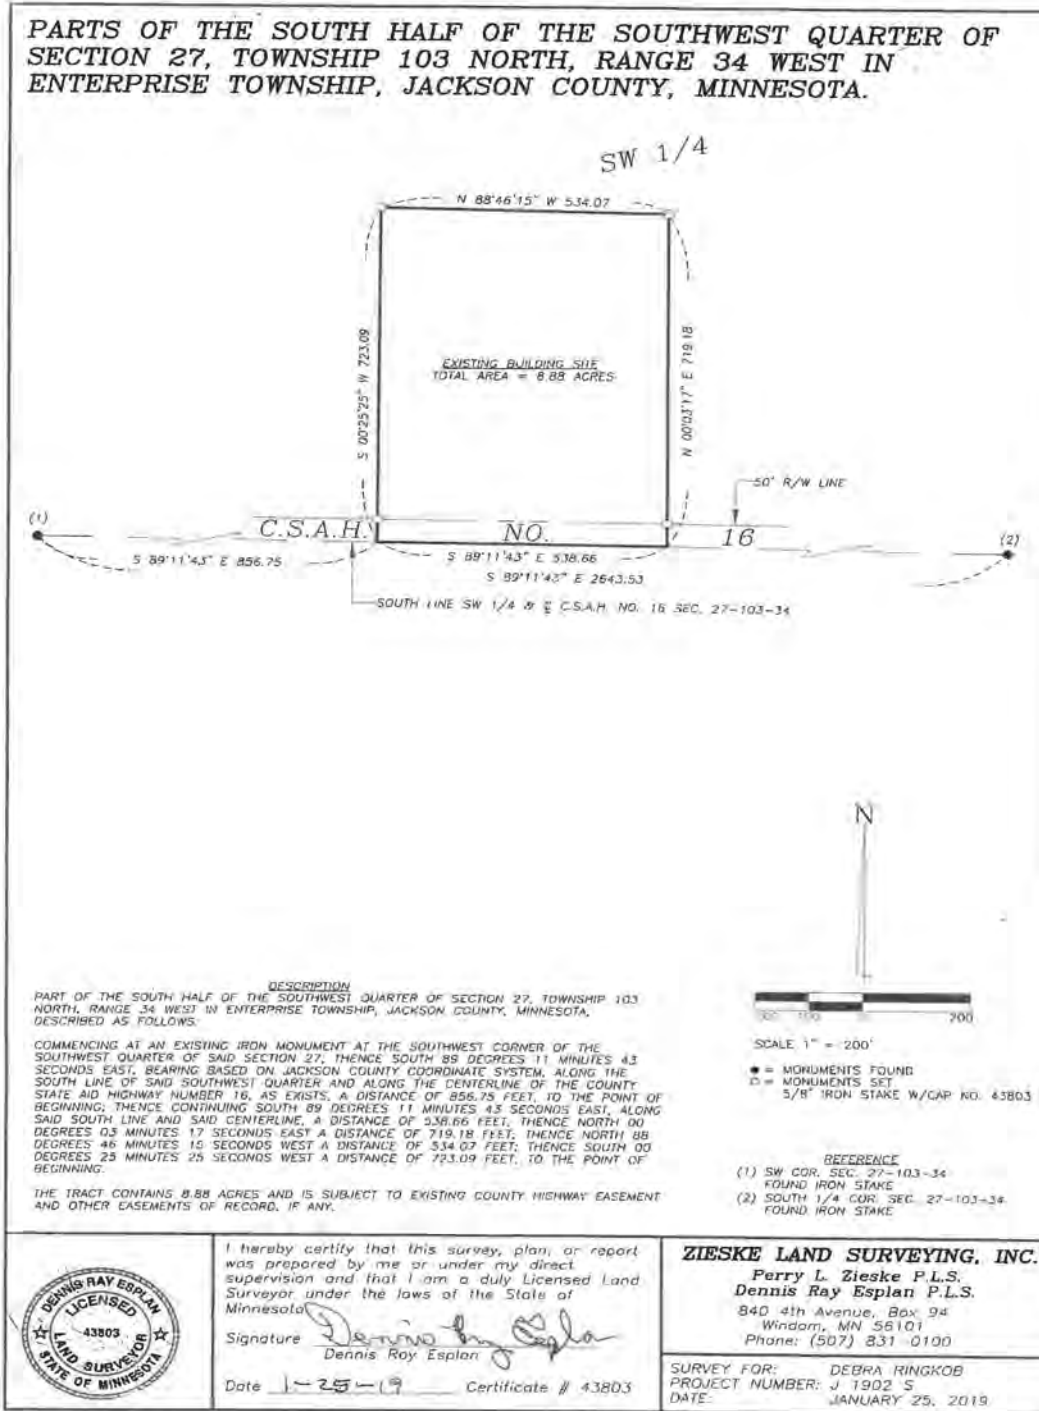 PARTS OF THE SOUTH HALF OF THE SOUTHWEST QUARTER OF
SECTION 27, TOWNSHIP 103 NORTH, RANGE 34 WEST IN
ENTERPRISE TOWNSHIP, JACKSON COUNTY, MINNESOTA.
SW 1/4
N 88°46'15" W 534.07
S 00°25'25" W 723.09
EXISTING BUILDING SITE
TOTAL AREA = 8.88 ACRES
N 00°03'17" E 719.18
50' R/W LINE
(1)
C.S.A.H. NO. 16
(2)
S 89°11'43" E 856.75
S 89°11'43" E 538.66
S 89°11'43" E 2643.53
SOUTH LINE SW 1/4 & ℄ C.S.A.H. NO. 16 SEC. 27-103-34
N
DESCRIPTION
PART OF THE SOUTH HALF OF THE SOUTHWEST QUARTER OF SECTION 27, TOWNSHIP 103
NORTH, RANGE 34 WEST IN ENTERPRISE TOWNSHIP, JACKSON COUNTY, MINNESOTA,
DESCRIBED AS FOLLOWS:
COMMENCING AT AN EXISTING IRON MONUMENT AT THE SOUTHWEST CORNER OF THE
SOUTHWEST QUARTER OF SAID SECTION 27; THENCE SOUTH 89 DEGREES 11 MINUTES 43
SECONDS EAST, BEARING BASED ON JACKSON COUNTY COORDINATE SYSTEM, ALONG THE
SOUTH LINE OF SAID SOUTHWEST QUARTER AND ALONG THE CENTERLINE OF THE COUNTY
STATE AID HIGHWAY NUMBER 16, AS EXISTS, A DISTANCE OF 856.75 FEET, TO THE POINT OF
BEGINNING; THENCE CONTINUING SOUTH 89 DEGREES 11 MINUTES 43 SECONDS EAST, ALONG
SAID SOUTH LINE AND SAID CENTERLINE, A DISTANCE OF 538.66 FEET; THENCE NORTH 00
DEGREES 03 MINUTES 17 SECONDS EAST A DISTANCE OF 719.18 FEET; THENCE NORTH 88
DEGREES 46 MINUTES 15 SECONDS WEST A DISTANCE OF 534.07 FEET; THENCE SOUTH 00
DEGREES 25 MINUTES 25 SECONDS WEST A DISTANCE OF 723.09 FEET, TO THE POINT OF
BEGINNING.
THE TRACT CONTAINS 8.88 ACRES AND IS SUBJECT TO EXISTING COUNTY HIGHWAY EASEMENT
AND OTHER EASEMENTS OF RECORD, IF ANY.
200
SCALE 1" = 200'
= MONUMENTS FOUND
= MONUMENTS SET
5/8" IRON STAKE W/CAP NO. 43803
REFERENCE
(1) SW COR. SEC. 27-103-34
FOUND IRON STAKE
(2) SOUTH 1/4 COR. SEC. 27-103-34
FOUND IRON STAKE
DENNIS RAY ESPLAN
LICENSED
43803
LAND SURVEYOR
STATE OF MINNESOTA
I hereby certify that this survey, plan, or report
was prepared by me or under my direct
supervision and that I am a duly Licensed Land
Surveyor under the laws of the State of
Minnesota
Signature Dennis Ray Esplan
Dennis Ray Esplan
Date 1-25-19 Certificate # 43803
ZIESKE LAND SURVEYING, INC.
Perry L. Zieske P.L.S.
Dennis Ray Esplan P.L.S.
840 4th Avenue, Box 94
Windom, MN 56101
Phone: (507) 831-0100
SURVEY FOR: DEBRA RINGKOB
PROJECT NUMBER: J 1902 S
DATE: JANUARY 25, 2019